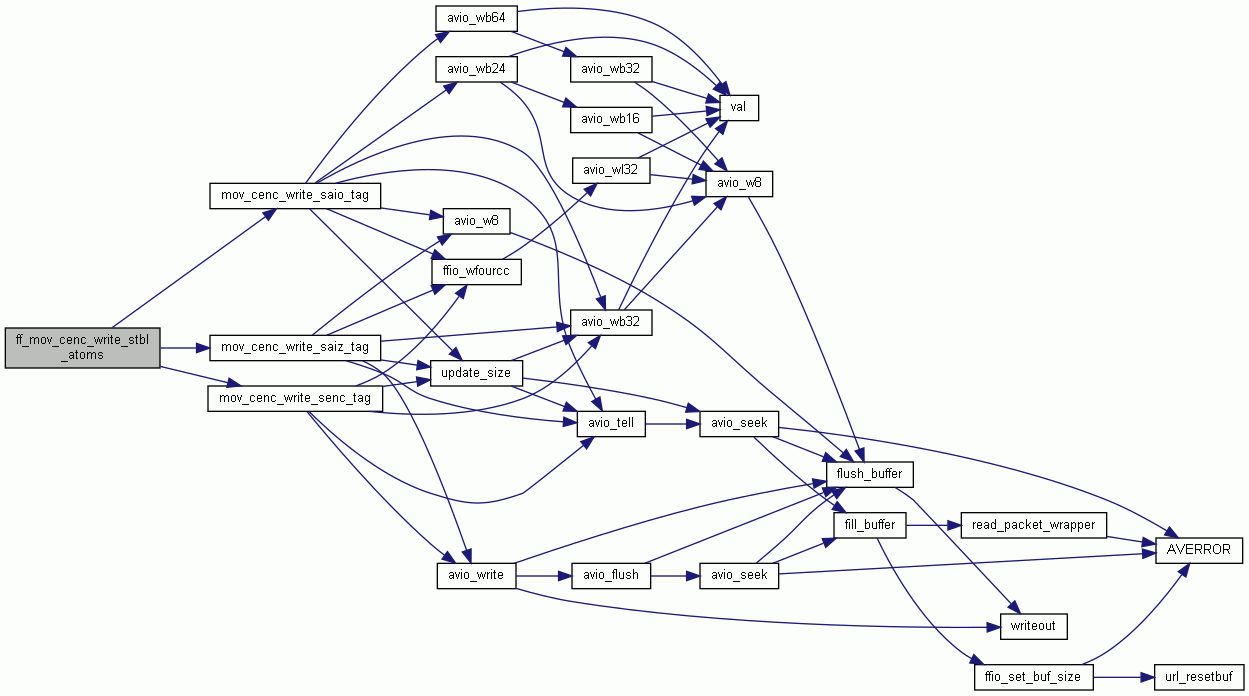 avio_wb64
avio_wb24
avio_wb32
val
avio_wb16
avio_wl32
avio_w8
mov_cenc_write_saio_tag
avio_w8
ffio_wfourcc
avio_wb32
ff_mov_cenc_write_stbl
_atoms
mov_cenc_write_saiz_tag
update_size
mov_cenc_write_senc_tag
avio_tell
avio_seek
flush_buffer
fill_buffer
read_packet_wrapper
AVERROR
avio_write
avio_flush
avio_seek
writeout
ffio_set_buf_size
url_resetbuf